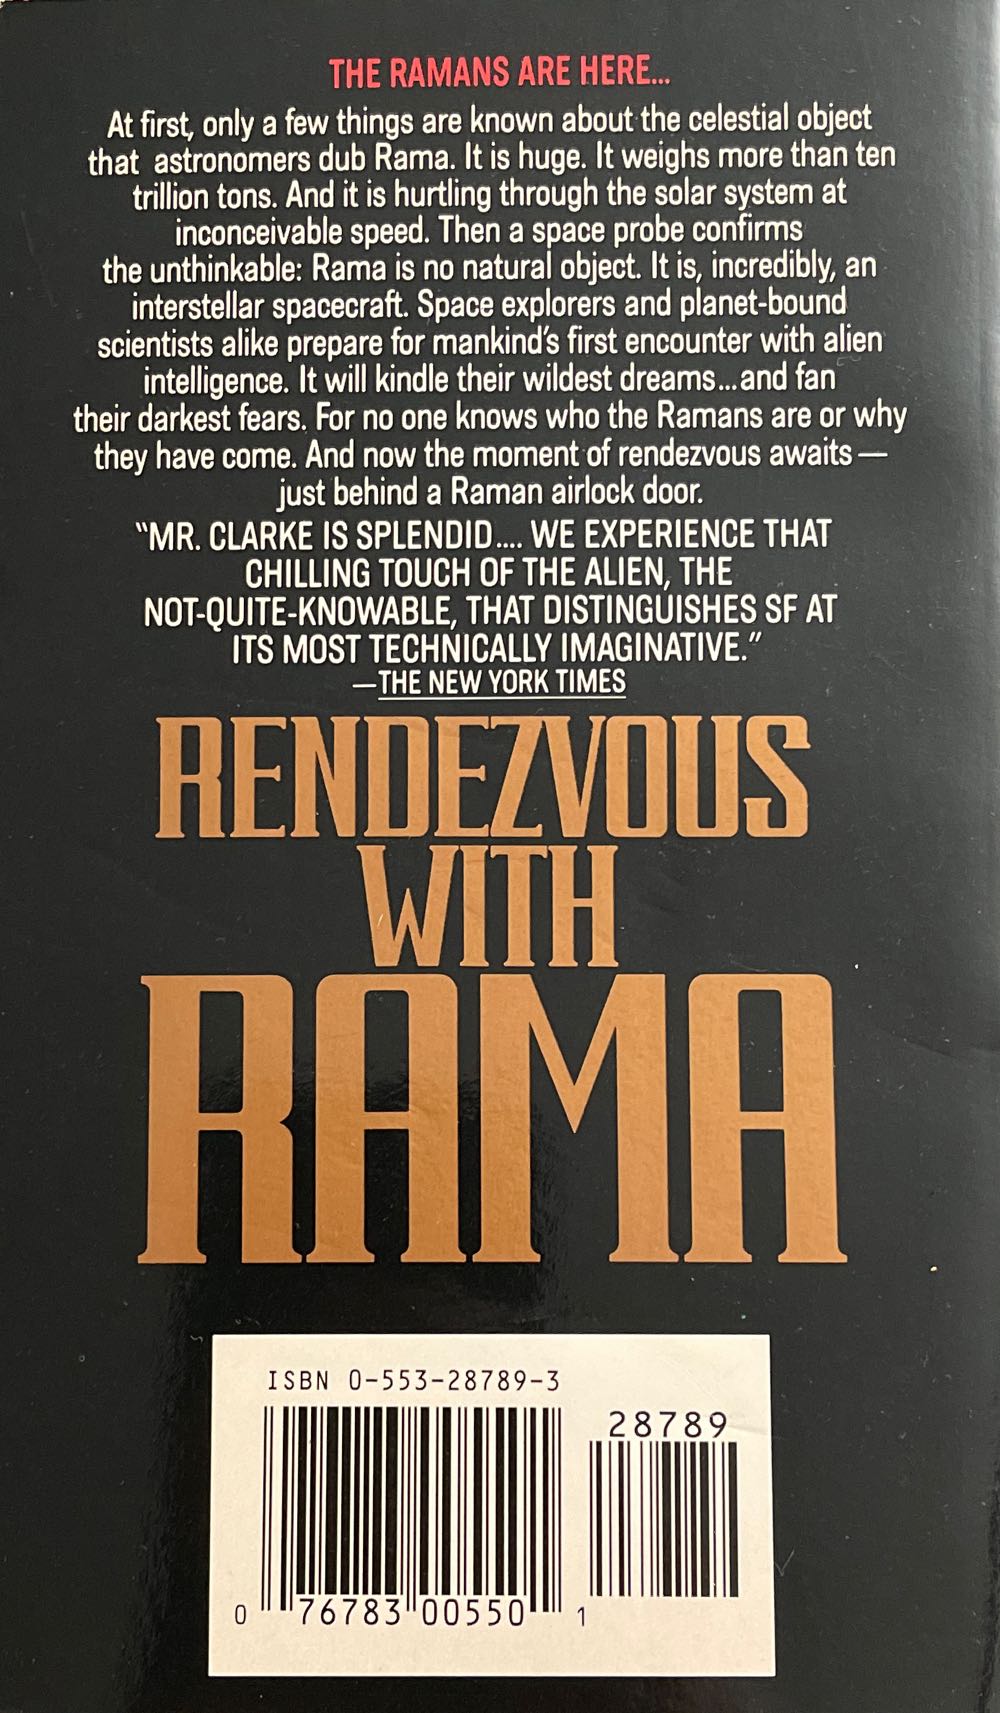 THE RAMANS ARE HERE...
At first, only a few things are known about the celestial object
that astronomers dub Rama. It is huge. It weighs more than ten
trillion tons. And it is hurtling through the solar system at
inconceivable speed. Then a space probe confirms
the unthinkable: Rama is no natural object. It is, incredibly, an
interstellar spacecraft. Space explorers and planet-bound
scientists alike prepare for mankind's first encounter with alien
intelligence. It will kindle their wildest dreams...and fan
their darkest fears. For no one knows who the Ramans are or why
they have come. And now the moment of rendezvous awaits—
just behind a Raman airlock door.
"MR. CLARKE IS SPLENDID.... WE EXPERIENCE THAT
CHILLING TOUCH OF THE ALIEN, THE
NOT-QUITE-KNOWABLE, THAT DISTINGUISHES SF AT
ITS MOST TECHNICALLY IMAGINATIVE."
—THE NEW YORK TIMES
RENDEZVOUS
WITH
RAMA
ISBN 0-553-28789-3
28789
0 76783 00550 1